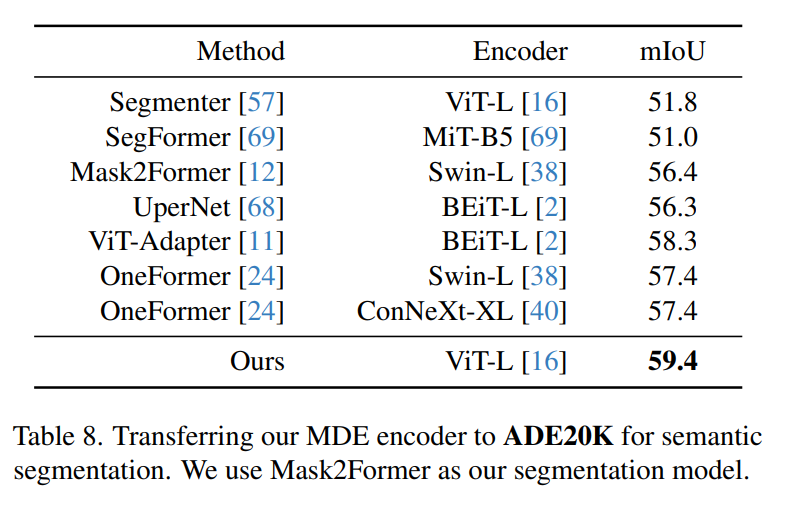 Method Encoder mIoU
Segmenter [57] ViT-L [16] 51.8
SegFormer [69] MiT-B5 [69] 51.0
Mask2Former [12] Swin-L [38] 56.4
UperNet [68] BEiT-L [2] 56.3
ViT-Adapter [11] BEiT-L [2] 58.3
OneFormer [24] Swin-L [38] 57.4
OneFormer [24] ConNeXt-XL [40] 57.4
Ours ViT-L [16] 59.4
Table 8. Transferring our MDE encoder to ADE20K for semantic
segmentation. We use Mask2Former as our segmentation model.